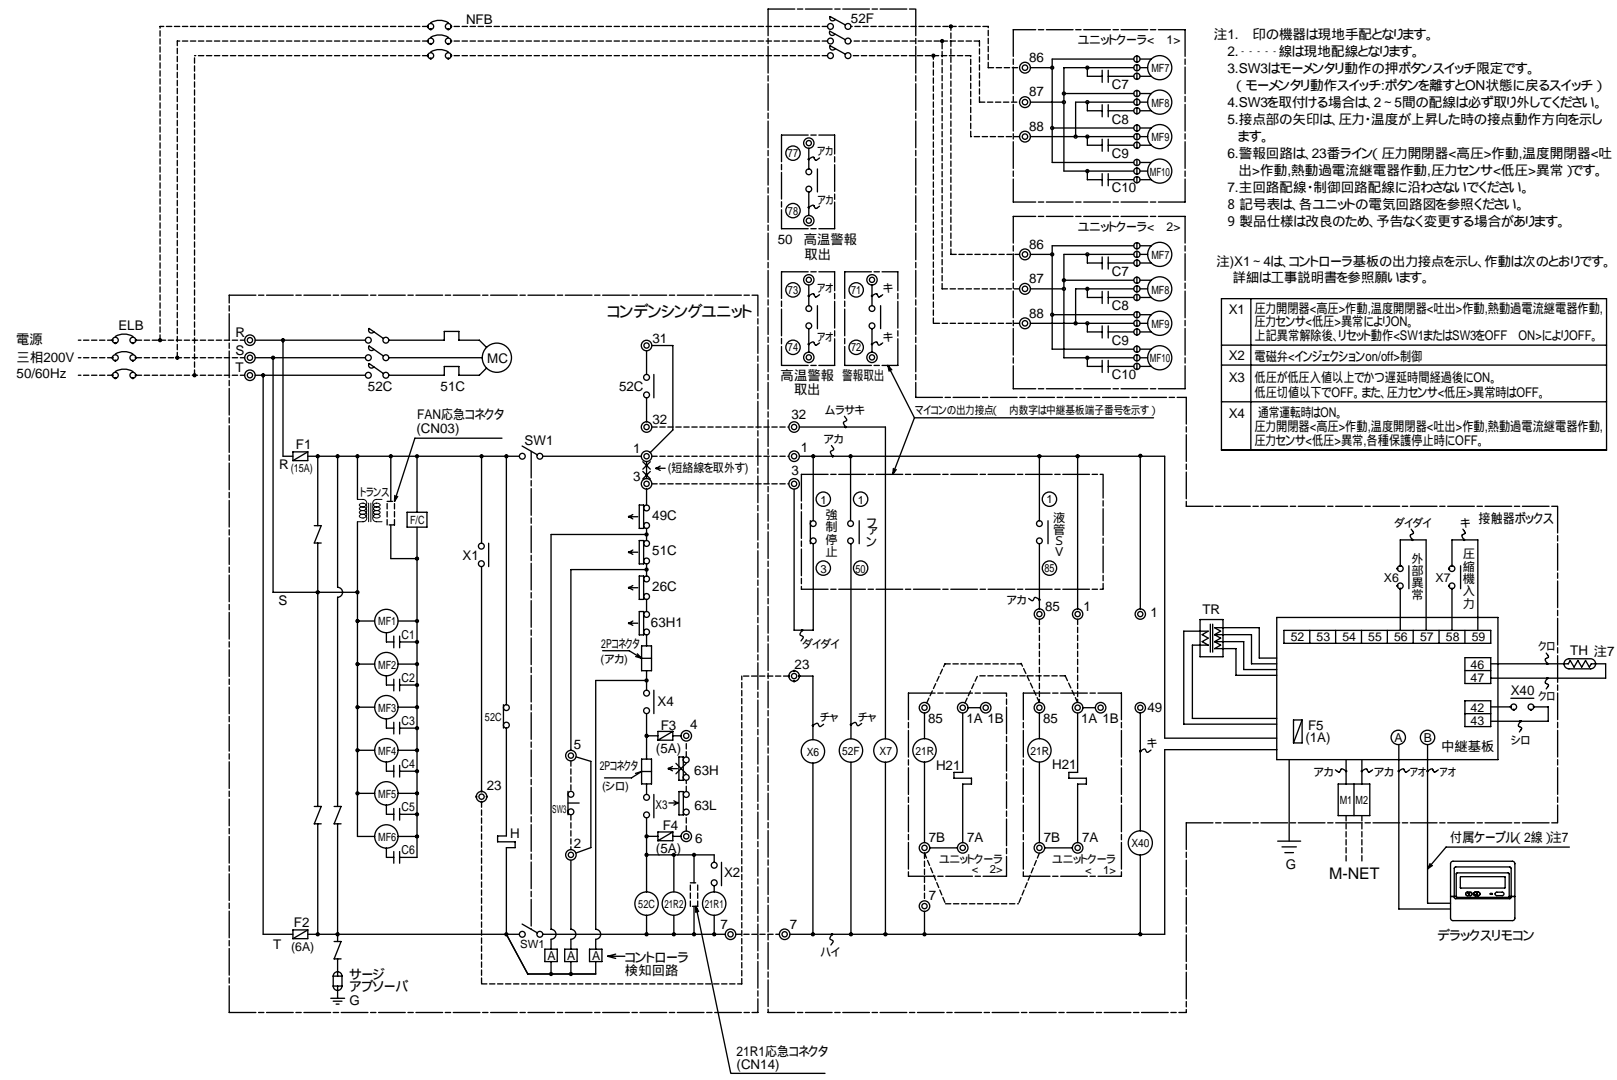 NFB
52F
ユニットクーラ< 1>
86
87
88
MF7
C7
MF8
C8
MF9
C9
MF10
C10
ユニットクーラ< 2>
86
87
88
MF7
C7
MF8
C8
MF9
C9
MF10
C10
注1. 印の機器は現地手配となります。
2.‥‥‥線は現地配線となります。
3.SW3はモーメンタリ動作の押ボタンスイッチ限定です。
(モーメンタリ動作スイッチ:ボタンを離すとON状態に戻るスイッチ)
4.SW3を取付ける場合は、2~5間の配線は必ず取り外してください。
5.接点部の矢印は、圧力・温度が上昇した時の接点動作方向を示し
ます。
6.警報回路は、23番ライン(圧力開閉器<高圧>作動,温度開閉器<吐
出>作動,熱動過電流継電器作動,圧力センサ<低圧>異常)です。
7.主回路配線・制御回路配線に沿わさないでください。
8 記号表は、各ユニットの電気回路図を参照ください。
9 製品仕様は改良のため、予告なく変更する場合があります。
注)X1~4は、コントローラ基板の出力接点を示し、作動は次のとおりです。
詳細は工事説明書を参照願います。
X1 圧力開閉器<高圧>作動,温度開閉器<吐出>作動,熱動過電流継電器作動,
圧力センサ<低圧>異常によりON。
上記異常解除後、リセット動作<SW1またはSW3をOFF ON>によりOFF。
X2 電磁弁<インジェクションon/off>制御
X3 低圧が低圧入値以上でかつ遅延時間経過後にON。
低圧切値以下でOFF。また、圧力センサ<低圧>異常時はOFF。
X4 通常運転時はON。
圧力開閉器<高圧>作動,温度開閉器<吐出>作動,熱動過電流継電器作動,
圧力センサ<低圧>異常,各種保護停止時にOFF。
77 アカ
78 アカ
50 高温警報
取出
73 アオ
74 アオ
高温警報
取出
71 キ
72 キ
警報取出
マイコンの出力接点( 内数字は中継基板端子番号を示す)
コンデンシングユニット
電源
三相200V
50/60Hz
ELB
R
S
T
52C
51C
MC
FAN応急コネクタ
(CN03)
F1
R (15A)
トランス
F/C
S
MF1
C1
MF2
C2
MF3
C3
MF4
C4
MF5
C5
MF6
C6
F2
T (6A)
サージ
アブソーバ
G
X1
23
52C
H
SW1
SW1
31
52C
32
1
(短絡線を取外す)
3
49C
51C
26C
63H1
2Pコネクタ
(アカ)
X4
F3
(5A)
4
2Pコネクタ
(シロ)
63H
X3
63L
F4
(5A)
6
5
SW3
2
X2
52C
21R2
21R1
7
A
A
A
コントローラ
検知回路
21R1応急コネクタ
(CN14)
32
ムラサキ
アカ
1
3
1
強制停止
3
1
ファン
50
1
液管SV
85
アカ
85
1
1
ダイダイ
23
チャ
チャ
X6
52F
X7
85
1A
1B
21R
H21
7B
7A
ユニットクーラ
< 2>
85
1A
1B
21R
H21
7B
7A
ユニットクーラ
< 1>
49
キ
X40
7
7
ハイ
接触器ボックス
ダイダイ
X6
外部異常
キ
X7
圧縮機入力
TR
52 53 54 55 56 57 58 59
46
47
42
43
クロ
TH 注7
クロ
X40
シロ
F5
(1A)
A
B
中継基板
アカ
アカ
アオ
アオ
M1
M2
G
M-NET
付属ケーブル(2線)注7
デラックスリモコン